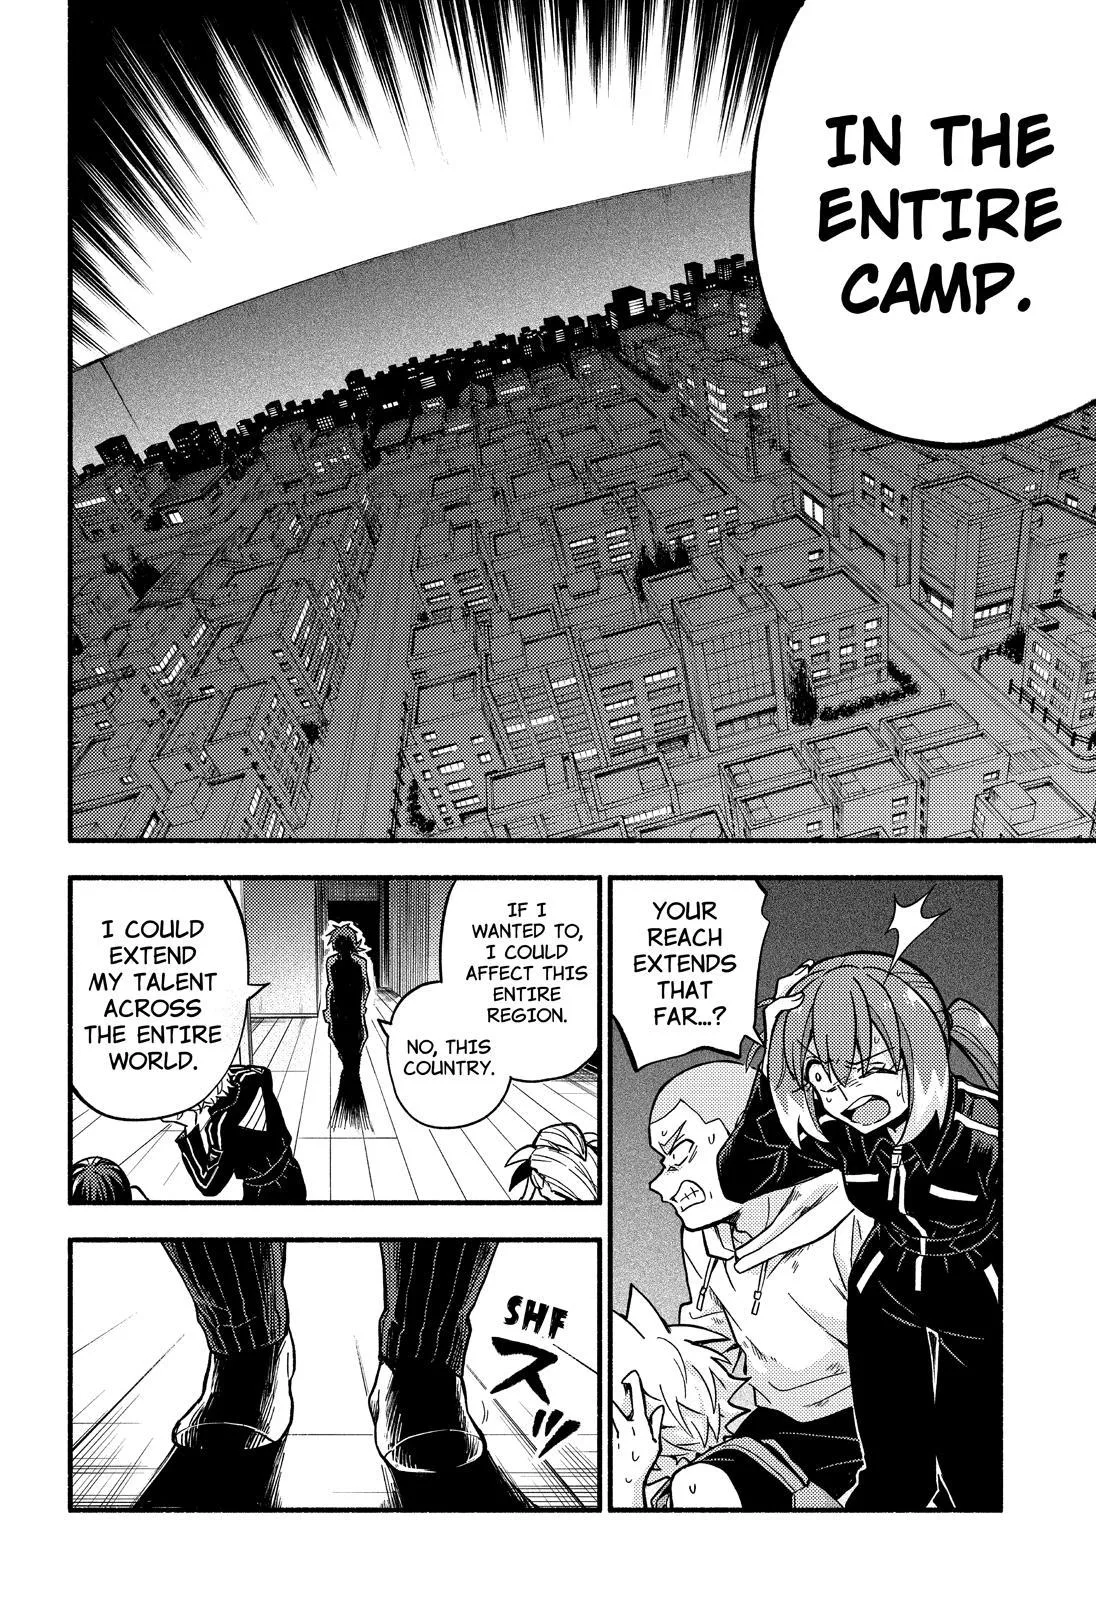 IN THE
ENTIRE
CAMP.
YOUR
REACH
EXTENDS
THAT
FAR...?
IF I
WANTED TO,
I COULD
AFFECT THIS
ENTIRE
REGION.
NO, THIS
COUNTRY.
I COULD
EXTEND
MY TALENT
ACROSS
THE ENTIRE
WORLD.
SHF
スッ